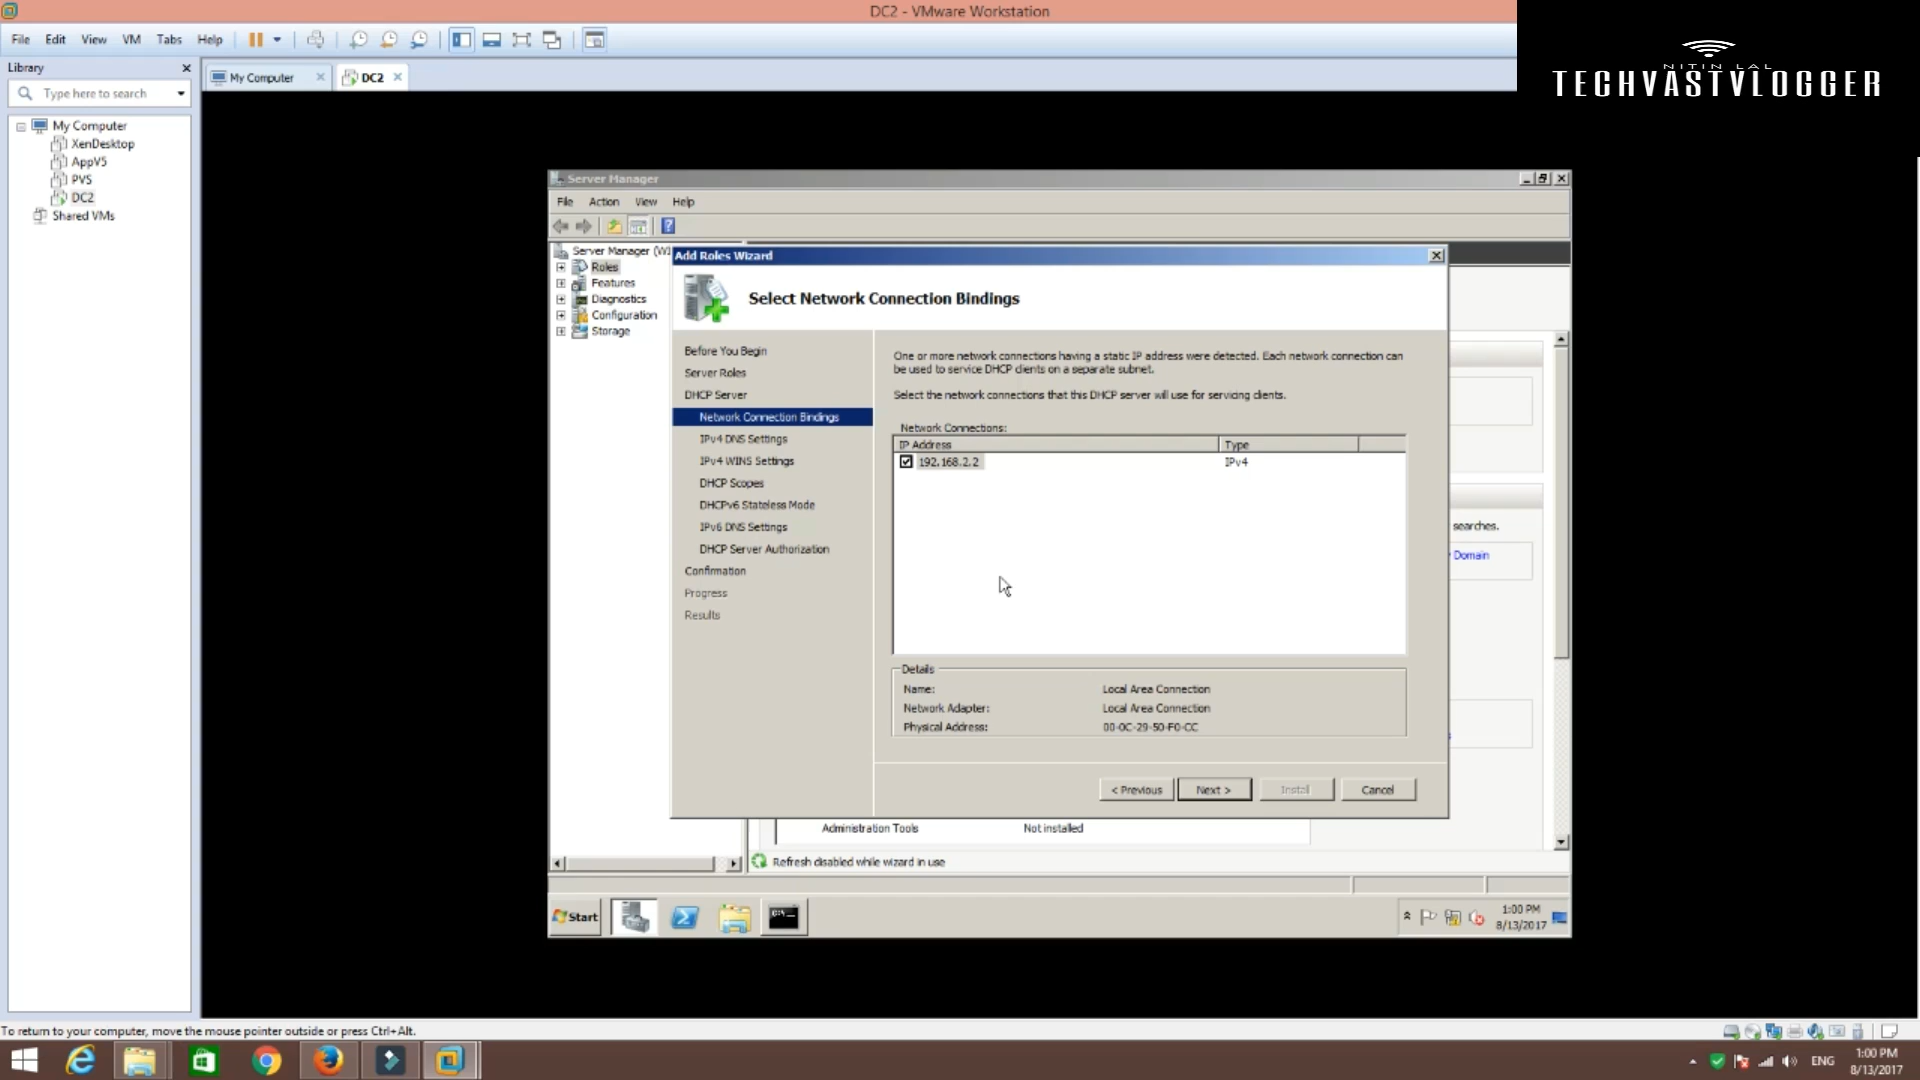 DC2 - VMware Workstation
File Edit View VM Tabs Help
NITIN LAL
TECHVASTVLOGGER
Library
Type here to search
My Computer
DC2
My Computer
XenDesktop
AppV5
PVS
DC2
Shared VMs
Server Manager
File Action View Help
Server Manager (WI
Roles
Features
Diagnostics
Configuration
Storage
Add Roles Wizard
Select Network Connection Bindings
Before You Begin
Server Roles
DHCP Server
Network Connection Bindings
IPv4 DNS Settings
IPv4 WINS Settings
DHCP Scopes
DHCPv6 Stateless Mode
IPv6 DNS Settings
DHCP Server Authorization
Confirmation
Progress
Results
One or more network connections having a static IP address were detected. Each network connection can
be used to service DHCP clients on a separate subnet.
Select the network connections that this DHCP server will use for servicing clients.
Network Connections:
IP Address Type
192.168.2.2 IPv4
Details
Name: Local Area Connection
Network Adapter: Local Area Connection
Physical Address: 00-0C-29-50-F0-CC
< Previous Next > Install Cancel
searches.
Domain
Administration Tools Not installed
Refresh disabled while wizard in use
Start
1:00 PM
8/13/2017
To return to your computer, move the mouse pointer outside or press Ctrl+Alt.
ENG
1:00 PM
8/13/2017